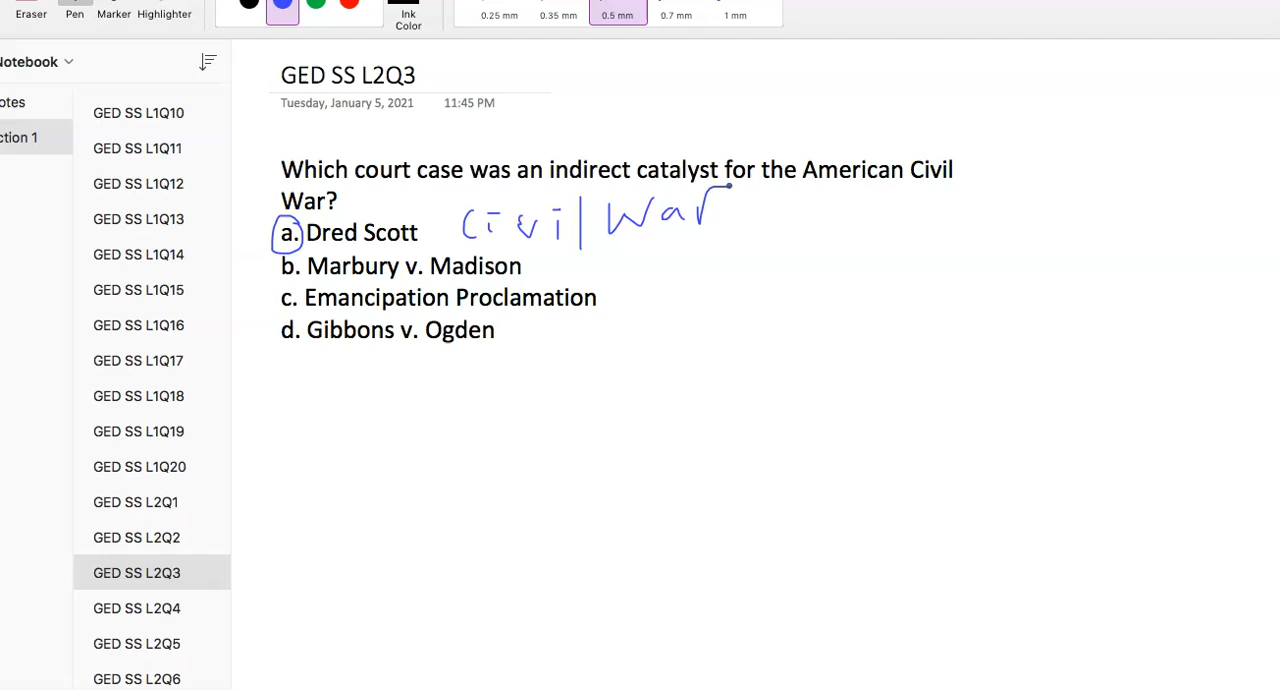 Eraser Pen Marker Highlighter Ink Color 0.25 mm 0.35 mm 0.5 mm 0.7 mm 1 mm
Notebook
otes
ction 1
GED SS L1Q10
GED SS L1Q11
GED SS L1Q12
GED SS L1Q13
GED SS L1Q14
GED SS L1Q15
GED SS L1Q16
GED SS L1Q17
GED SS L1Q18
GED SS L1Q19
GED SS L1Q20
GED SS L2Q1
GED SS L2Q2
GED SS L2Q3
GED SS L2Q4
GED SS L2Q5
GED SS L2Q6
GED SS L2Q3
Tuesday, January 5, 2021 11:45 PM
Which court case was an indirect catalyst for the American Civil
War?
a. Dred Scott Civil War
b. Marbury v. Madison
c. Emancipation Proclamation
d. Gibbons v. Ogden